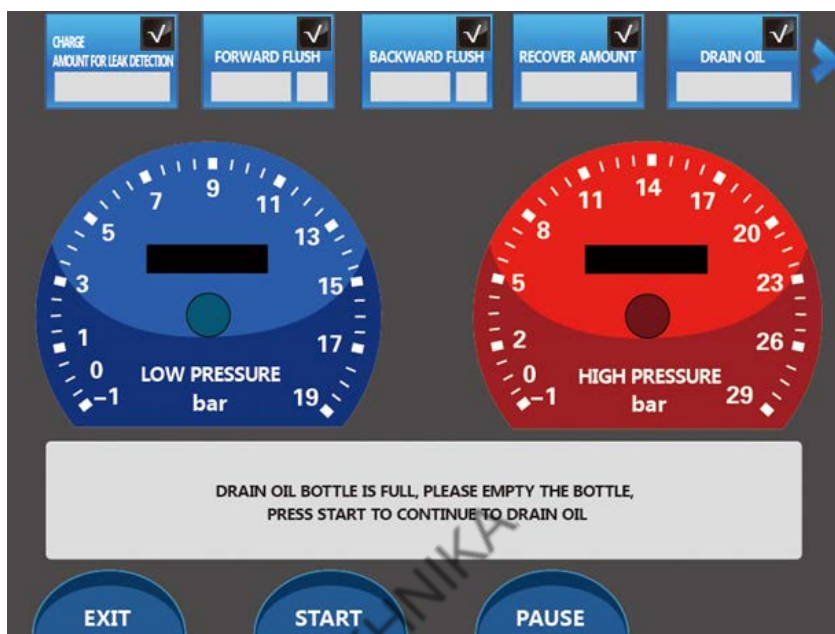 CHARGE
AMOUNT FOR LEAK DETECTION
FORWARD FLUSH
BACKWARD FLUSH
RECOVER AMOUNT
DRAIN OIL
9
7
11
5
13
3
15
1
17
0
-1
19
LOW PRESSURE
bar
14
11
17
8
20
5
23
2
26
0
-1
29
HIGH PRESSURE
bar
DRAIN OIL BOTTLE IS FULL, PLEASE EMPTY THE BOTTLE,
PRESS START TO CONTINUE TO DRAIN OIL
EXIT
START
PAUSE